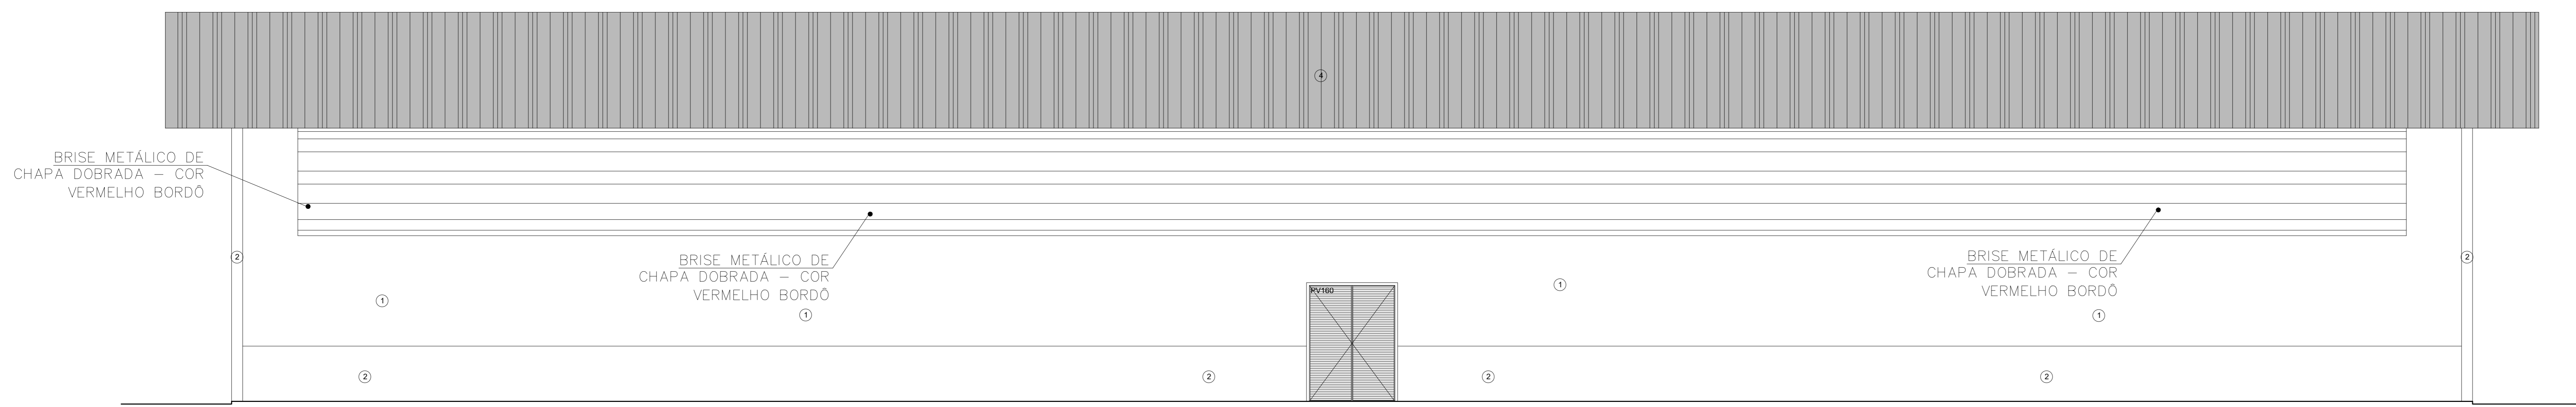 4
BRISE METÁLICO DE
CHAPA DOBRADA – COR
VERMELHO BORDÔ
2
BRISE METÁLICO DE
CHAPA DOBRADA – COR
VERMELHO BORDÔ
BRISE METÁLICO DE
CHAPA DOBRADA – COR
VERMELHO BORDÔ
2
1
1
PV160
1
1
2
2
2
2